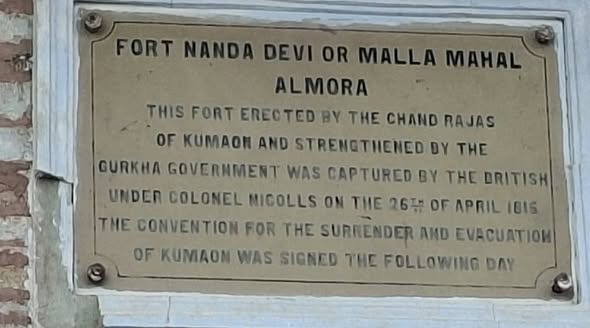 FORT NANDA DEVI OR MALLA MAHAL
ALMORA
THIS FORT ERECTED BY THE CHAND RAJAS
OF KUMAON AND STRENGTHENED BY THE
GURKHA GOVERNMENT WAS CAPTURED BY THE BRITISH
UNDER COLONEL NICOLLS ON THE 26TH OF APRIL 1815
THE CONVENTION FOR THE SURRENDER AND EVACUATION
OF KUMAON WAS SIGNED THE FOLLOWING DAY